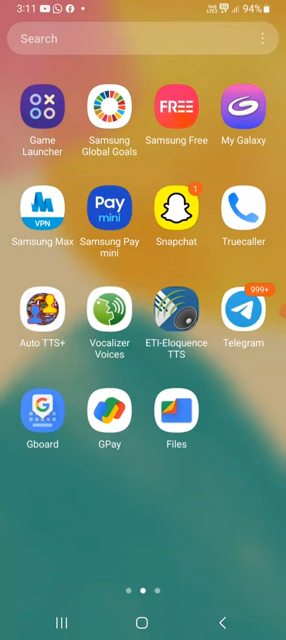 3:11
94%
Search
FREE
Game Launcher
Samsung Global Goals
Samsung Free
My Galaxy
VPN
Pay mini
1
Samsung Max
Samsung Pay mini
Snapchat
Truecaller
999+
Auto TTS+
Vocalizer Voices
ETI-Eloquence TTS
Telegram
G
Gboard
GPay
Files